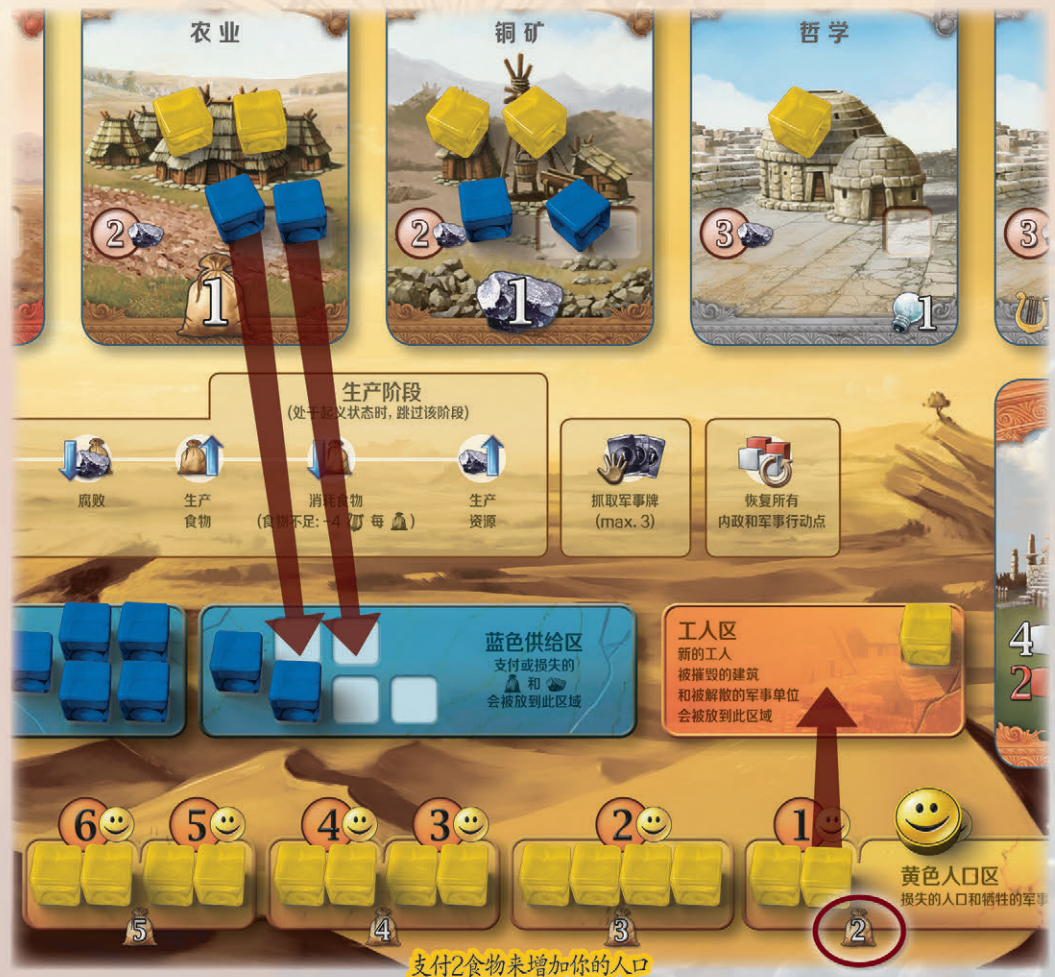 农业
铜矿
哲学
2
2
3
3
1
1
1
生产阶段
(处于起义状态时, 跳过该阶段)
腐败
生产
食物
消耗食物
(食物不足: -4 每 )
生产
资源
抓取军事牌
(max. 3)
恢复所有
内政和军事行动点
蓝色供给区
支付或损失的
和
会被放到此区域
工人区
新的工人
被摧毁的建筑
和被解散的军事单位
会被放到此区域
4
2
6
5
4
3
2
1
黄色人口区
损失的人口和牺牲的军事
5
4
3
2
支付2食物来增加你的人口